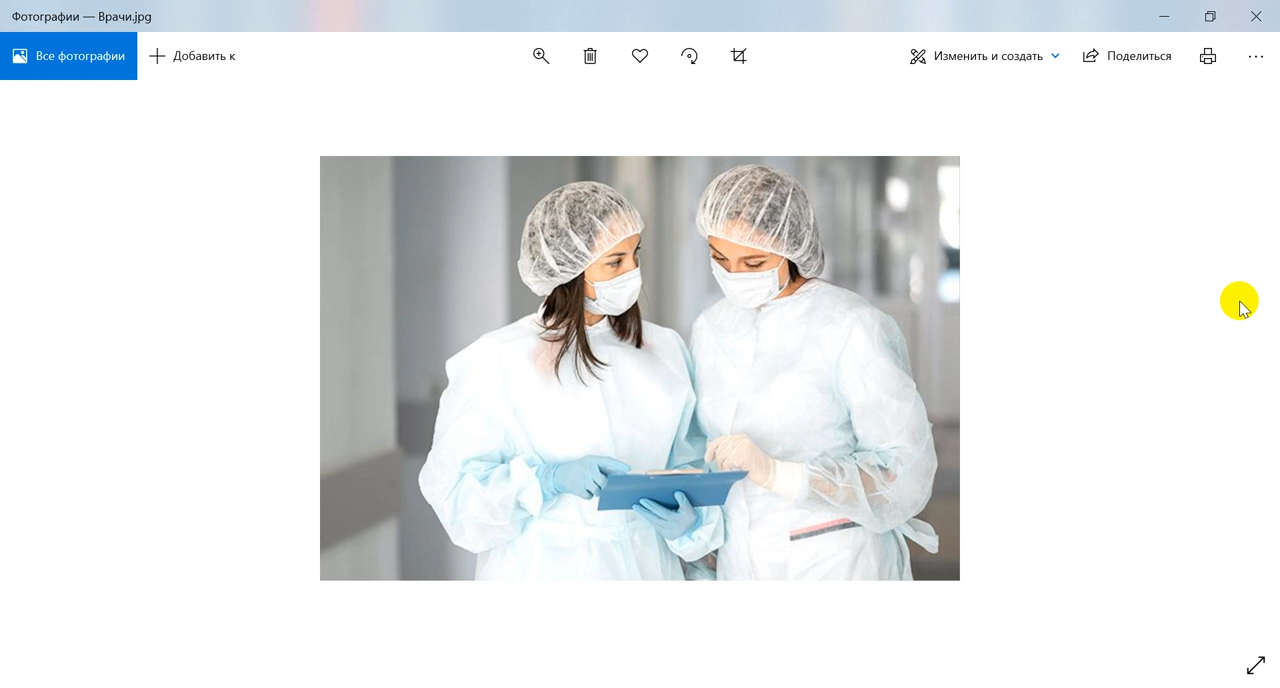 Фотографии — Врачи.jpg
Все фотографии
Добавить к
Изменить и создать
Поделиться